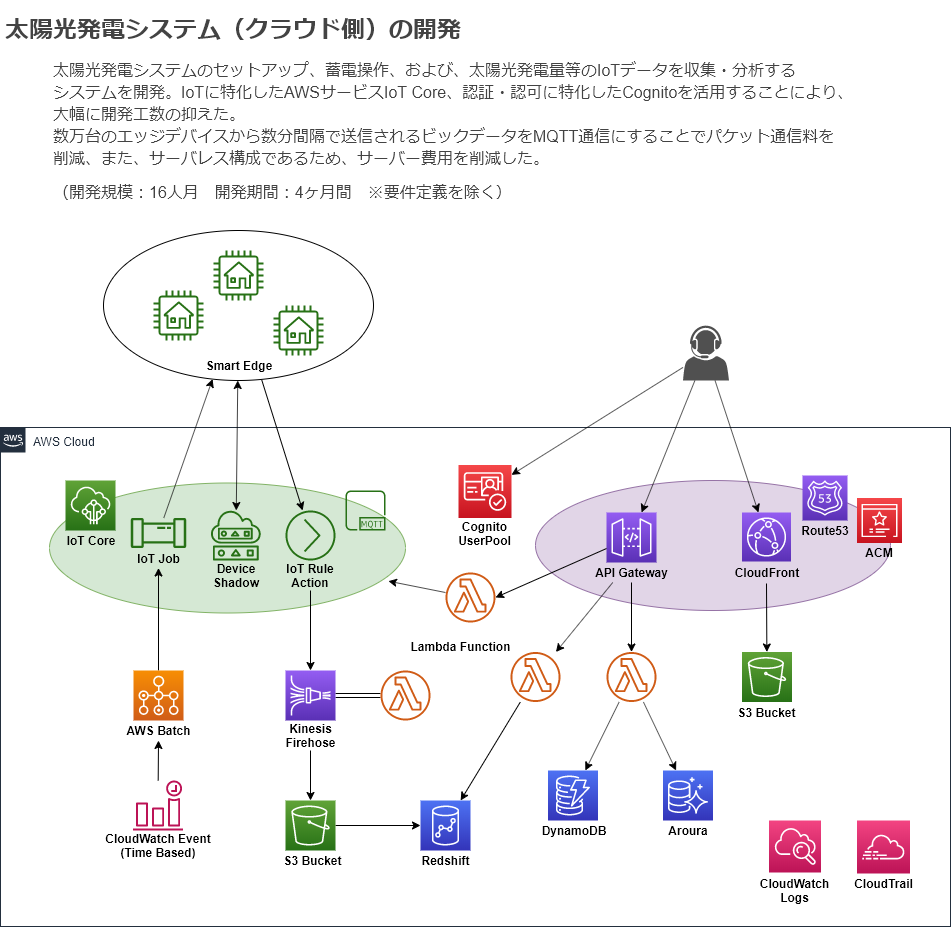 太陽光発電システム（クラウド側）の開発
太陽光発電システムのセットアップ、蓄電操作、および、太陽光発電量等のIoTデータを収集・分析する
システムを開発。IoTに特化したAWSサービスIoT Core、認証・認可に特化したCognitoを活用することにより、
大幅に開発工数の抑えた。
数万台のエッジデバイスから数分間隔で送信されるビックデータをMQTT通信にすることでパケット通信料を
削減、また、サーバレス構成であるため、サーバー費用を削減した。
（開発規模：16人月　開発期間：4ヶ月間　※要件定義を除く）
Smart Edge
aws
AWS Cloud
IoT Core
IoT Job
Device
Shadow
IoT Rule
Action
MQTT
Cognito
UserPool
API Gateway
CloudFront
53
Route53
ACM
Lambda Function
AWS Batch
Kinesis
Firehose
S3 Bucket
CloudWatch Event
(Time Based)
S3 Bucket
Redshift
DynamoDB
Aroura
CloudWatch
Logs
CloudTrail